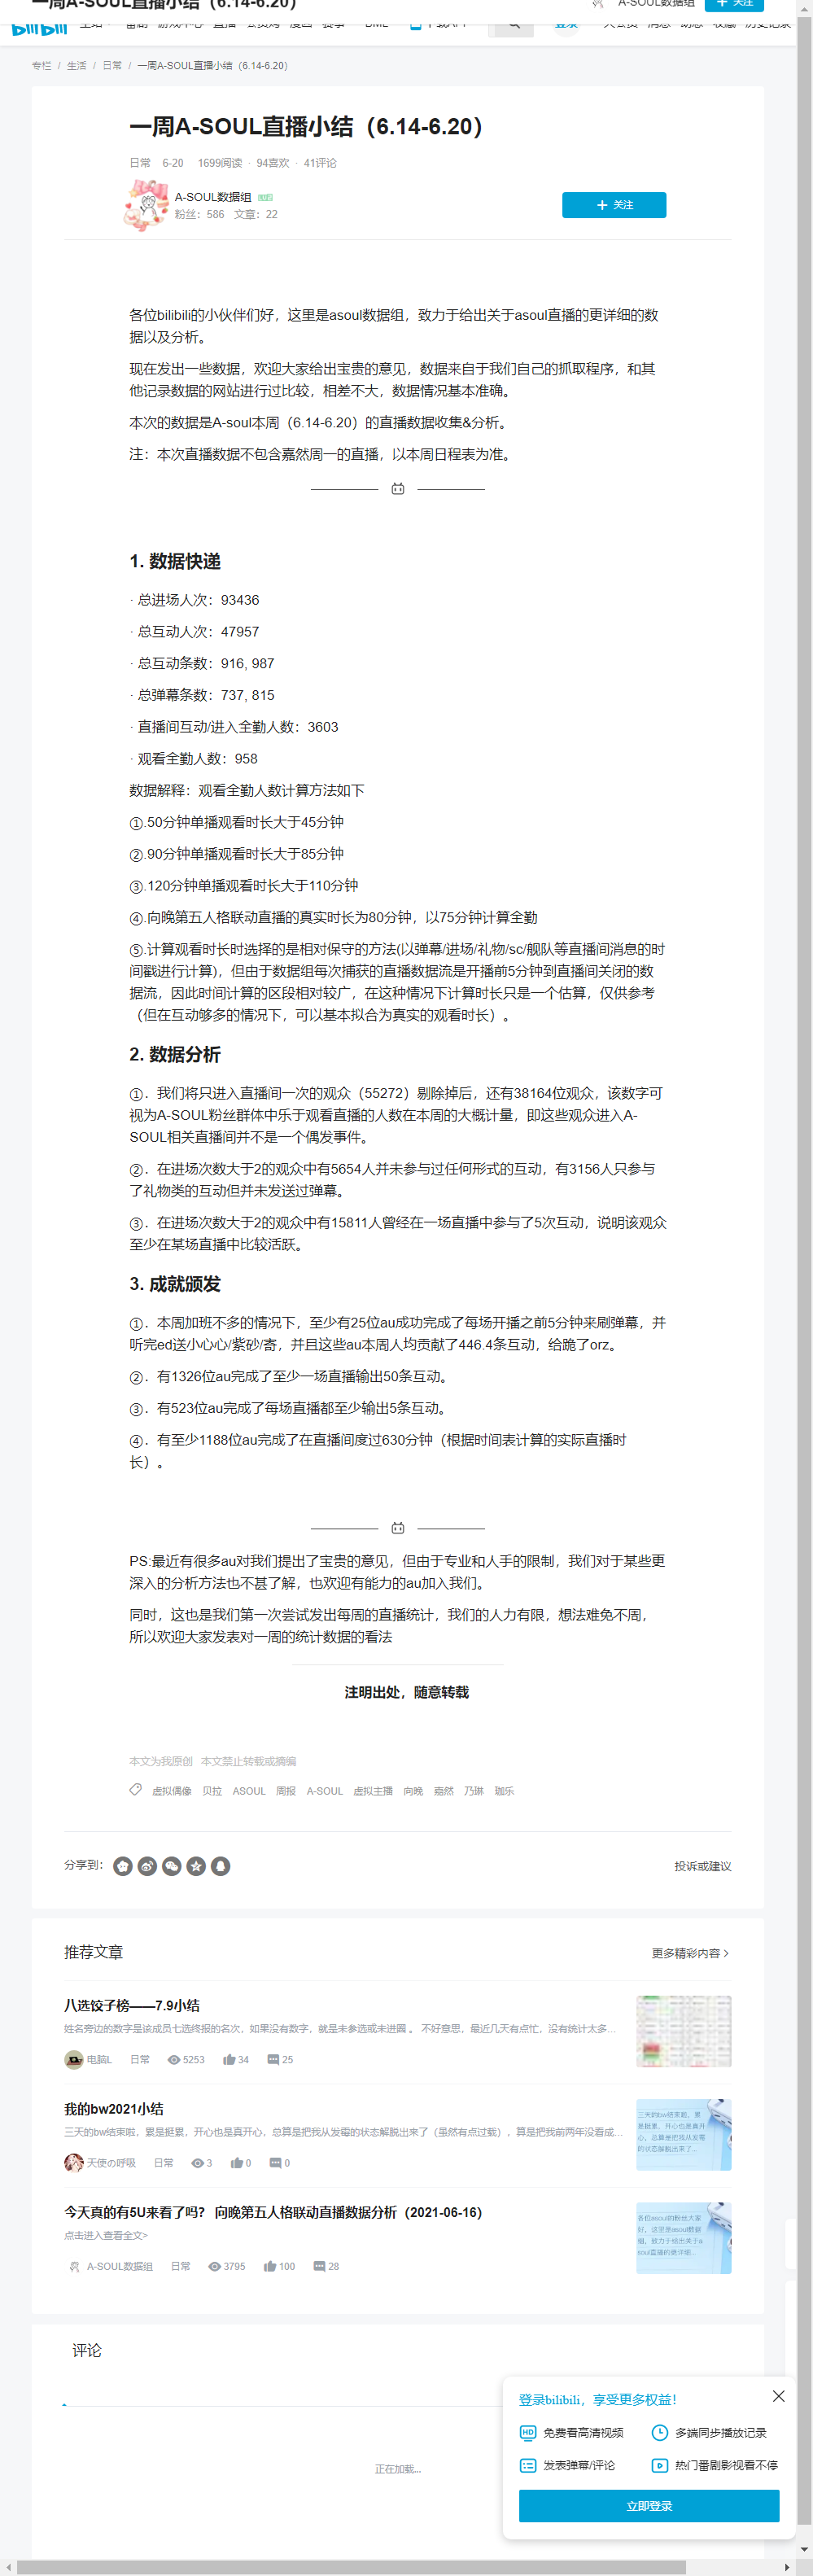 一周A-SOUL直播小结（6.14-6.20）
A-SOUL数据组
关注
bilibili
专栏 / 生活 / 日常 / 一周A-SOUL直播小结（6.14-6.20）
一周A-SOUL直播小结（6.14-6.20）
日常 6-20 1699阅读 · 94喜欢 · 41评论
A-SOUL数据组
粉丝：586 文章：22
关注
各位bilibili的小伙伴们好，这里是asoul数据组，致力于给出关于asoul直播的更详细的数
据以及分析。
现在发出一些数据，欢迎大家给出宝贵的意见，数据来自于我们自己的抓取程序，和其
他记录数据的网站进行过比较，相差不大，数据情况基本准确。
本次的数据是A-soul本周（6.14-6.20）的直播数据收集&分析。
注：本次直播数据不包含嘉然周一的直播，以本周日程表为准。
1. 数据快递
· 总进场人次：93436
· 总互动人次：47957
· 总互动条数：916, 987
· 总弹幕条数：737, 815
· 直播间互动/进入全勤人数：3603
· 观看全勤人数：958
数据解释：观看全勤人数计算方法如下
①.50分钟单播观看时长大于45分钟
②.90分钟单播观看时长大于85分钟
③.120分钟单播观看时长大于110分钟
④.向晚第五人格联动直播的真实时长为80分钟，以75分钟计算全勤
⑤.计算观看时长时选择的是相对保守的方法(以弹幕/进场/礼物/sc/舰队等直播间消息的时
间戳进行计算)，但由于数据组每次捕获的直播数据流是开播前5分钟到直播间关闭的数
据流，因此时间计算的区段相对较广，在这种情况下计算时长只是一个估算，仅供参考
（但在互动够多的情况下，可以基本拟合为真实的观看时长）。
2. 数据分析
①．我们将只进入直播间一次的观众（55272）剔除掉后，还有38164位观众，该数字可
视为A-SOUL粉丝群体中乐于观看直播的人数在本周的大概计量，即这些观众进入A-
SOUL相关直播间并不是一个偶发事件。
②．在进场次数大于2的观众中有5654人并未参与过任何形式的互动，有3156人只参与
了礼物类的互动但并未发送过弹幕。
③．在进场次数大于2的观众中有15811人曾经在一场直播中参与了5次互动，说明该观众
至少在某场直播中比较活跃。
3. 成就颁发
①．本周加班不多的情况下，至少有25位au成功完成了每场开播之前5分钟来刷弹幕，并
听完ed送小心心/紫砂/寄，并且这些au本周人均贡献了446.4条互动，给跪了orz。
②．有1326位au完成了至少一场直播输出50条互动。
③．有523位au完成了每场直播都至少输出5条互动。
④．有至少1188位au完成了在直播间度过630分钟（根据时间表计算的实际直播时
长）。
PS:最近有很多au对我们提出了宝贵的意见，但由于专业和人手的限制，我们对于某些更
深入的分析方法也不甚了解，也欢迎有能力的au加入我们。
同时，这也是我们第一次尝试发出每周的直播统计，我们的人力有限，想法难免不周，
所以欢迎大家发表对一周的统计数据的看法
注明出处，随意转载
本文为我原创 本文禁止转载或摘编
虚拟偶像 贝拉 ASOUL 周报 A-SOUL 虚拟主播 向晚 嘉然 乃琳 珈乐
分享到：
投诉或建议
推荐文章
更多精彩内容
八选饺子榜——7.9小结
姓名旁边的数字是该成员七选终报的名次，如果没有数字，就是未参选或未进圈 。 不好意思，最近几天有点忙，没有统计太多...
电脑L 日常 5253 34 25
我的bw2021小结
三天的bw结束啦，累是挺累，开心也是真开心，总算是把我从发霉的状态解脱出来了（虽然有点过载），算是把我前两年没看成...
天使の呼吸 日常 3 0 0
今天真的有5U来看了吗？ 向晚第五人格联动直播数据分析（2021-06-16）
点击进入查看全文>
A-SOUL数据组 日常 3795 100 28
评论
正在加载...
登录bilibili，享受更多权益！
免费看高清视频 多端同步播放记录
发表弹幕/评论 热门番剧影视看不停
立即登录